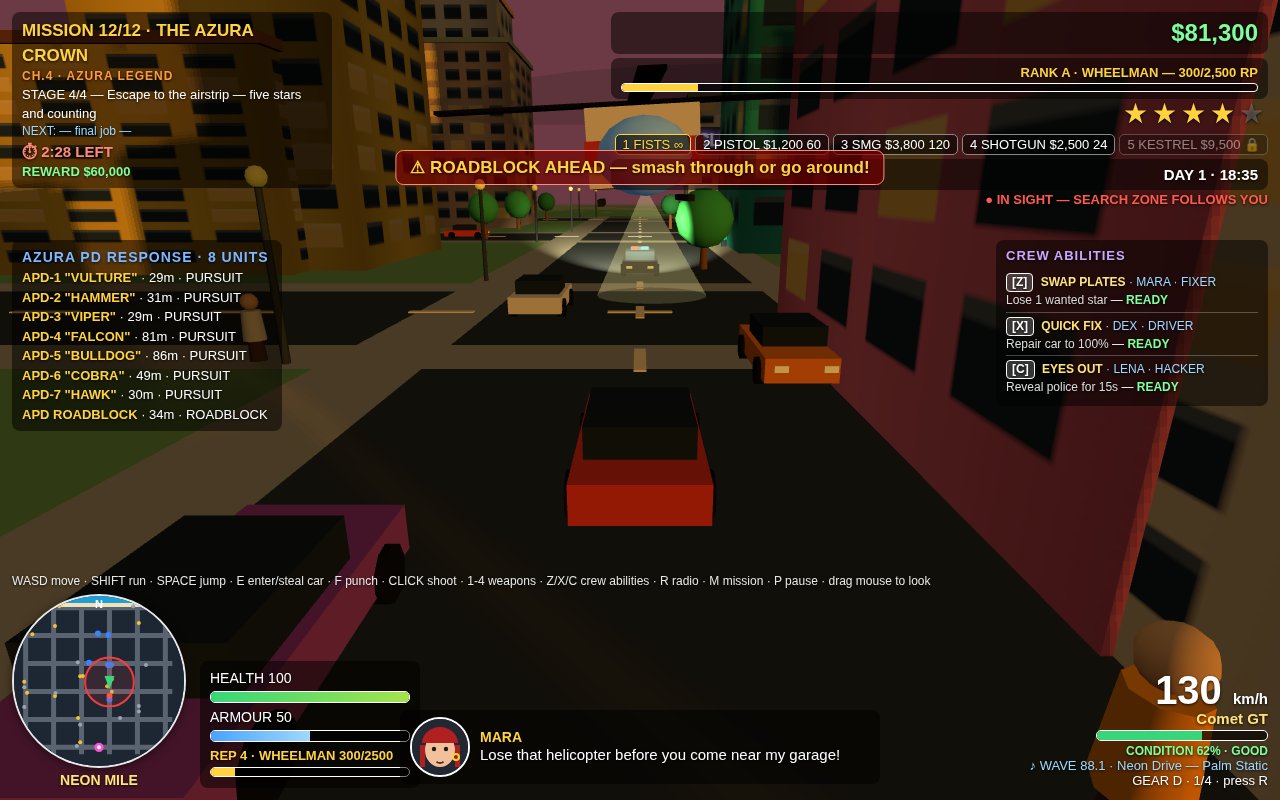 MISSION 12/12 · THE AZURA
CROWN
CH.4 · AZURA LEGEND
STAGE 4/4 — Escape to the airstrip — five stars
and counting
NEXT: — final job —
⏱ 2:28 LEFT
REWARD $60,000
$81,300
RANK A · WHEELMAN — 300/2,500 RP
★★★★★
1 FISTS ∞
2 PISTOL $1,200 60
3 SMG $3,800 120
4 SHOTGUN $2,500 24
5 KESTREL $9,500 🔒
⚠ ROADBLOCK AHEAD — smash through or go around!
DAY 1 · 18:35
● IN SIGHT — SEARCH ZONE FOLLOWS YOU
AZURA PD RESPONSE · 8 UNITS
APD-1 "VULTURE" · 29m · PURSUIT
APD-2 "HAMMER" · 31m · PURSUIT
APD-3 "VIPER" · 29m · PURSUIT
APD-4 "FALCON" · 81m · PURSUIT
APD-5 "BULLDOG" · 86m · PURSUIT
APD-6 "COBRA" · 49m · PURSUIT
APD-7 "HAWK" · 30m · PURSUIT
APD ROADBLOCK · 34m · ROADBLOCK
CREW ABILITIES
[Z] SWAP PLATES · MARA · FIXER
Lose 1 wanted star — READY
[X] QUICK FIX · DEX · DRIVER
Repair car to 100% — READY
[C] EYES OUT · LENA · HACKER
Reveal police for 15s — READY
WASD move · SHIFT run · SPACE jump · E enter/steal car · F punch · CLICK shoot · 1-4 weapons · Z/X/C crew abilities · R radio · M mission · P pause · drag mouse to look
N
NEON MILE
HEALTH 100
ARMOUR 50
REP 4 · WHEELMAN 300/2500
MARA
Lose that helicopter before you come near my garage!
130 km/h
Comet GT
CONDITION 62% · GOOD
♪ WAVE 88.1 · Neon Drive — Palm Static
GEAR D · 1/4 · press R